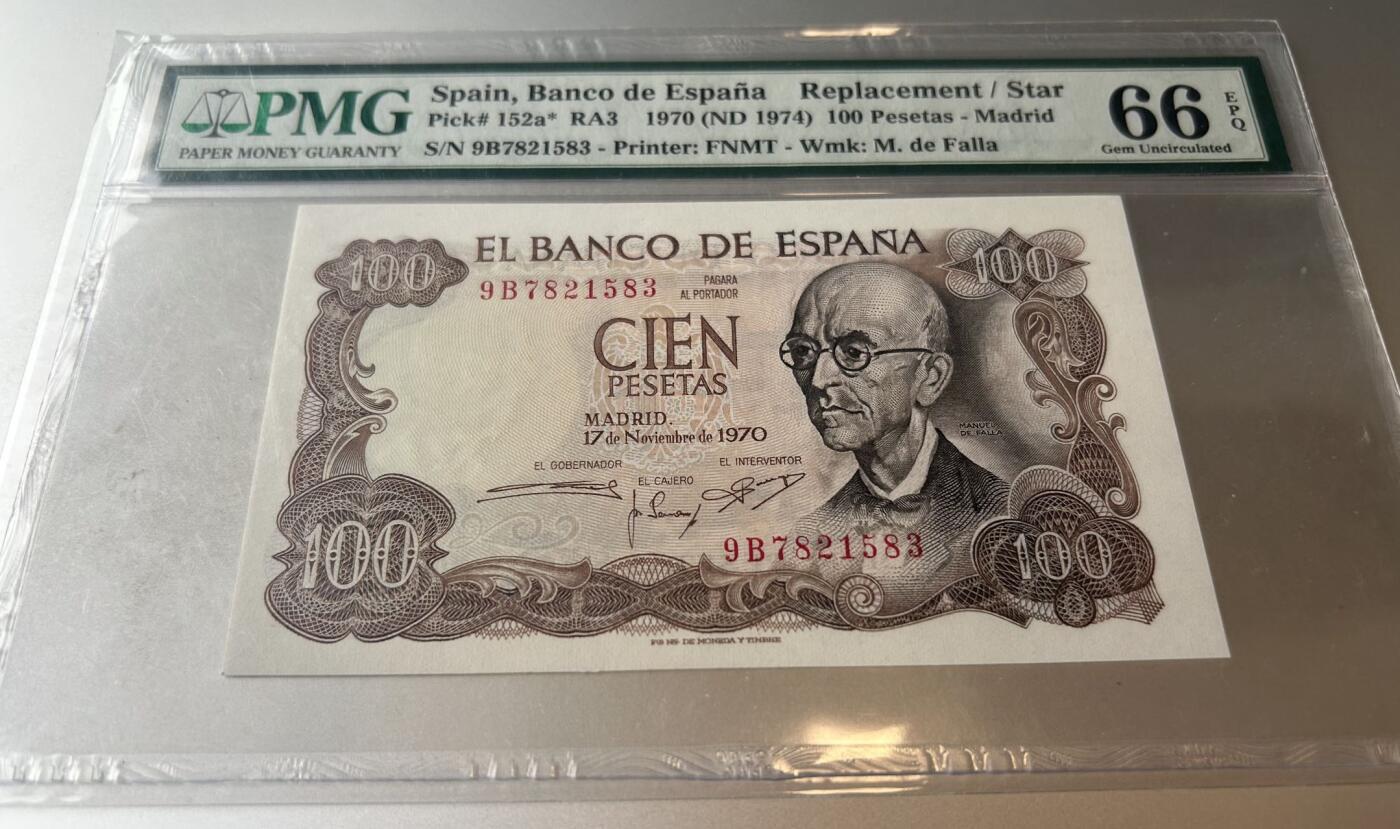 PMG
PAPER MONEY GUARANTY
Spain, Banco de España Replacement / Star
Pick# 152a* RA3 1970 (ND 1974) 100 Pesetas - Madrid
S/N 9B7821583 - Printer: FNMT - Wmk: M. de Falla
66 EPQ
Gem Uncirculated
EL BANCO DE ESPAÑA
100
100
9B7821583
PAGARA
AL PORTADOR
CIEN
PESETAS
MADRID.
17 de Noviembre de 1970
MANUEL
DE FALLA
EL GOBERNADOR
EL INTERVENTOR
EL CAJERO
9B7821583
100
100
DE MONEDA Y TIMBRE